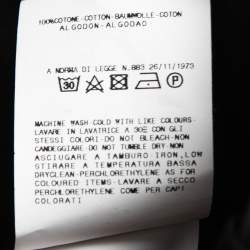 100%COTONE-COTTON-BAUMWOLLE-COTON
ALGODON-ALGODAO
A NORMA DI LEGGE N.883 26/11/1973
30 P
MACHINE WASH COLD WITH LIKE COLOURS-
LAVARE IN LAVATRICE A 30 CON GLI
STESSI COLORI-DO NOT BLEACH-NON
CANDEGGIARE-DO NOT TUMBLE DRY-NON
ASCIUGARE A TAMBURO IRON,LOW
STIRARE A TEMPERATURA BASSA
DRYCLEAN-PERCHLORETHYLENE AS FOR
COLOURED ITEMS-LAVARE A SECCO
PERCHLORETHYLENE COME PER CAPI
COLORATI